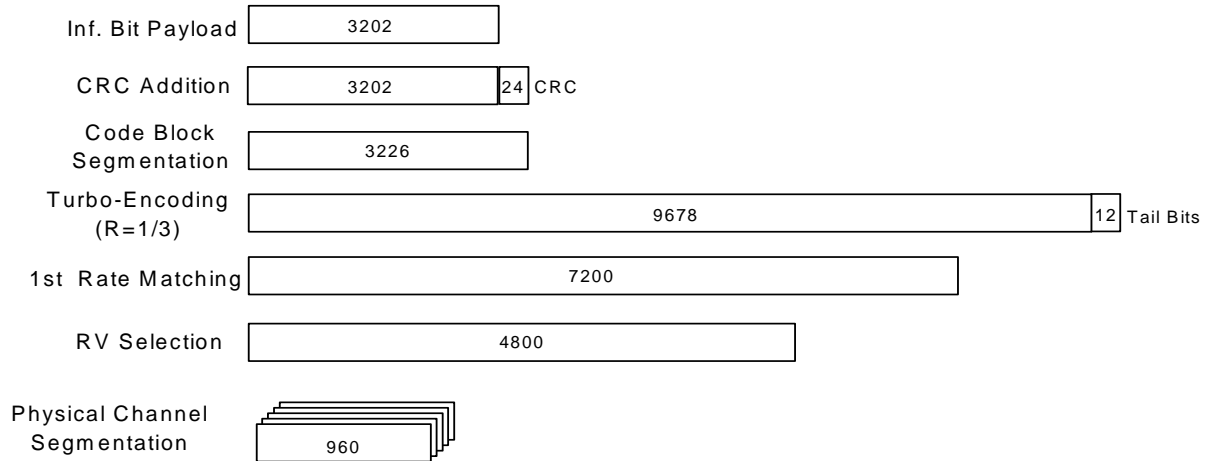 Inf. Bit Payload 3202
CRC Addition 3202 24 CRC
Code Block
Segmentation 3226
Turbo-Encoding
(R=1/3) 9678 12 Tail Bits
1st Rate Matching 7200
RV Selection 4800
Physical Channel
Segmentation 960